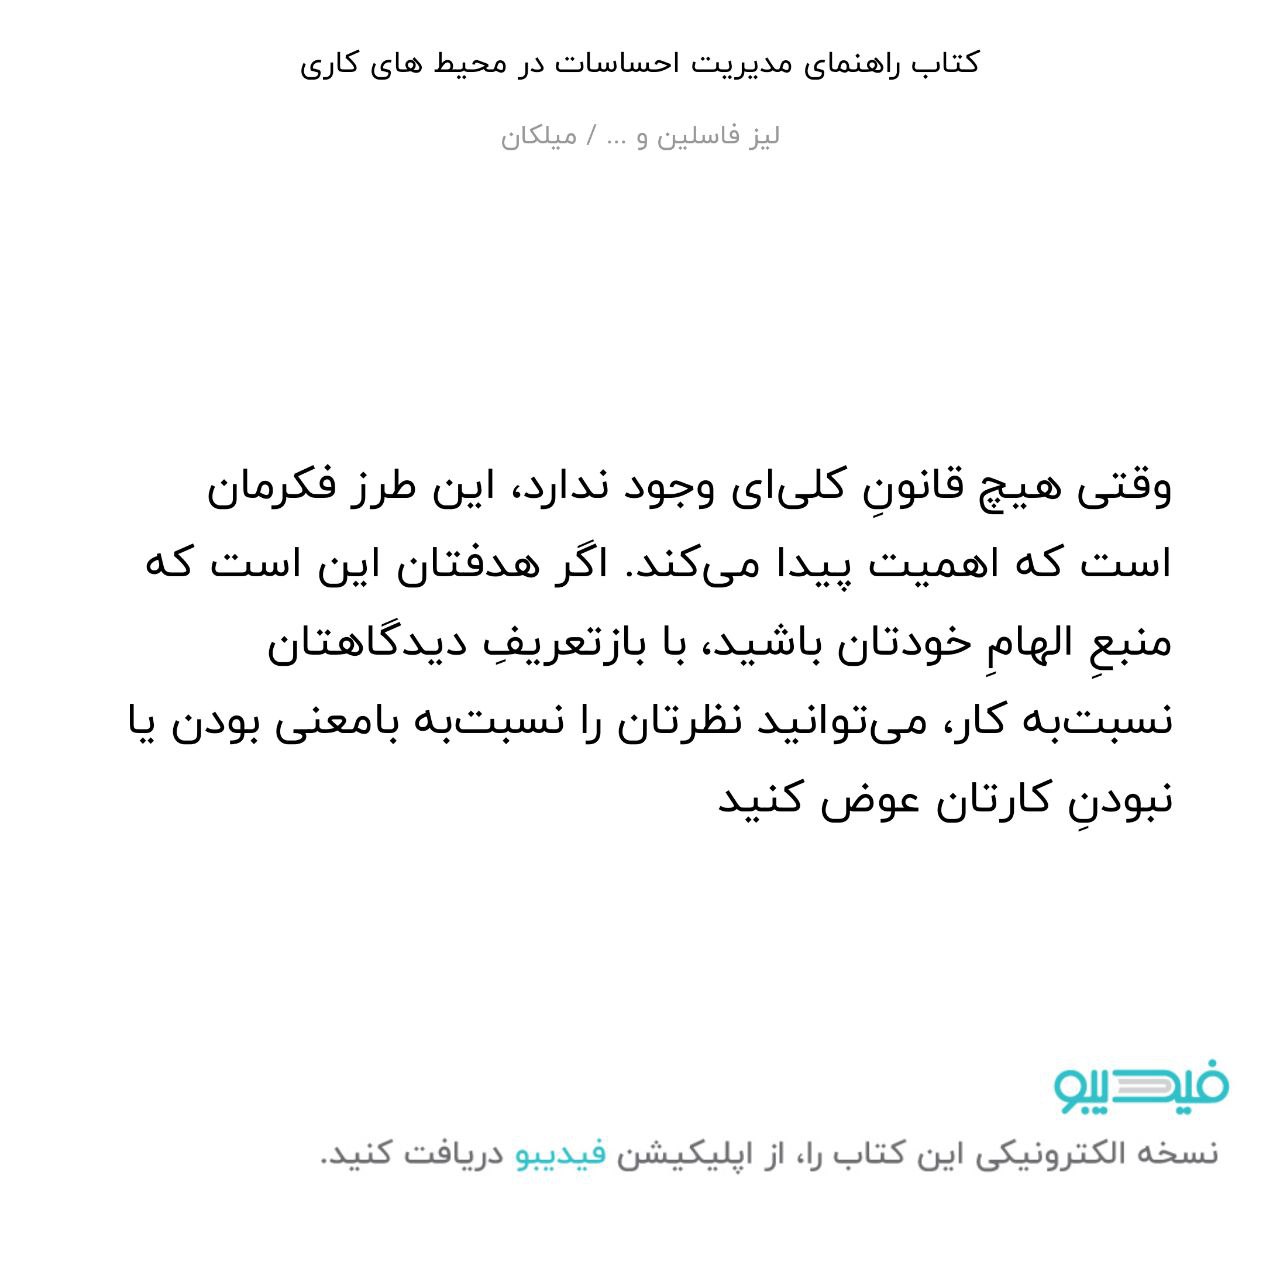 کتاب راهنمای مدیریت احساسات در محیط های کاری
لیز فاسلین و ... / میلکان
وقتی هیچ قانونِ کلی‌ای وجود ندارد، این طرز فکرمان
است که اهمیت پیدا می‌کند. اگر هدفتان این است که
منبعِ الهامِ خودتان باشید، با بازتعریفِ دیدگاهتان
نسبت‌به کار، می‌توانید نظرتان را نسبت‌به بامعنی بودن یا
نبودنِ کارتان عوض کنید
فیدیبو
نسخه الکترونیکی این کتاب را، از اپلیکیشن فیدیبو دریافت کنید.